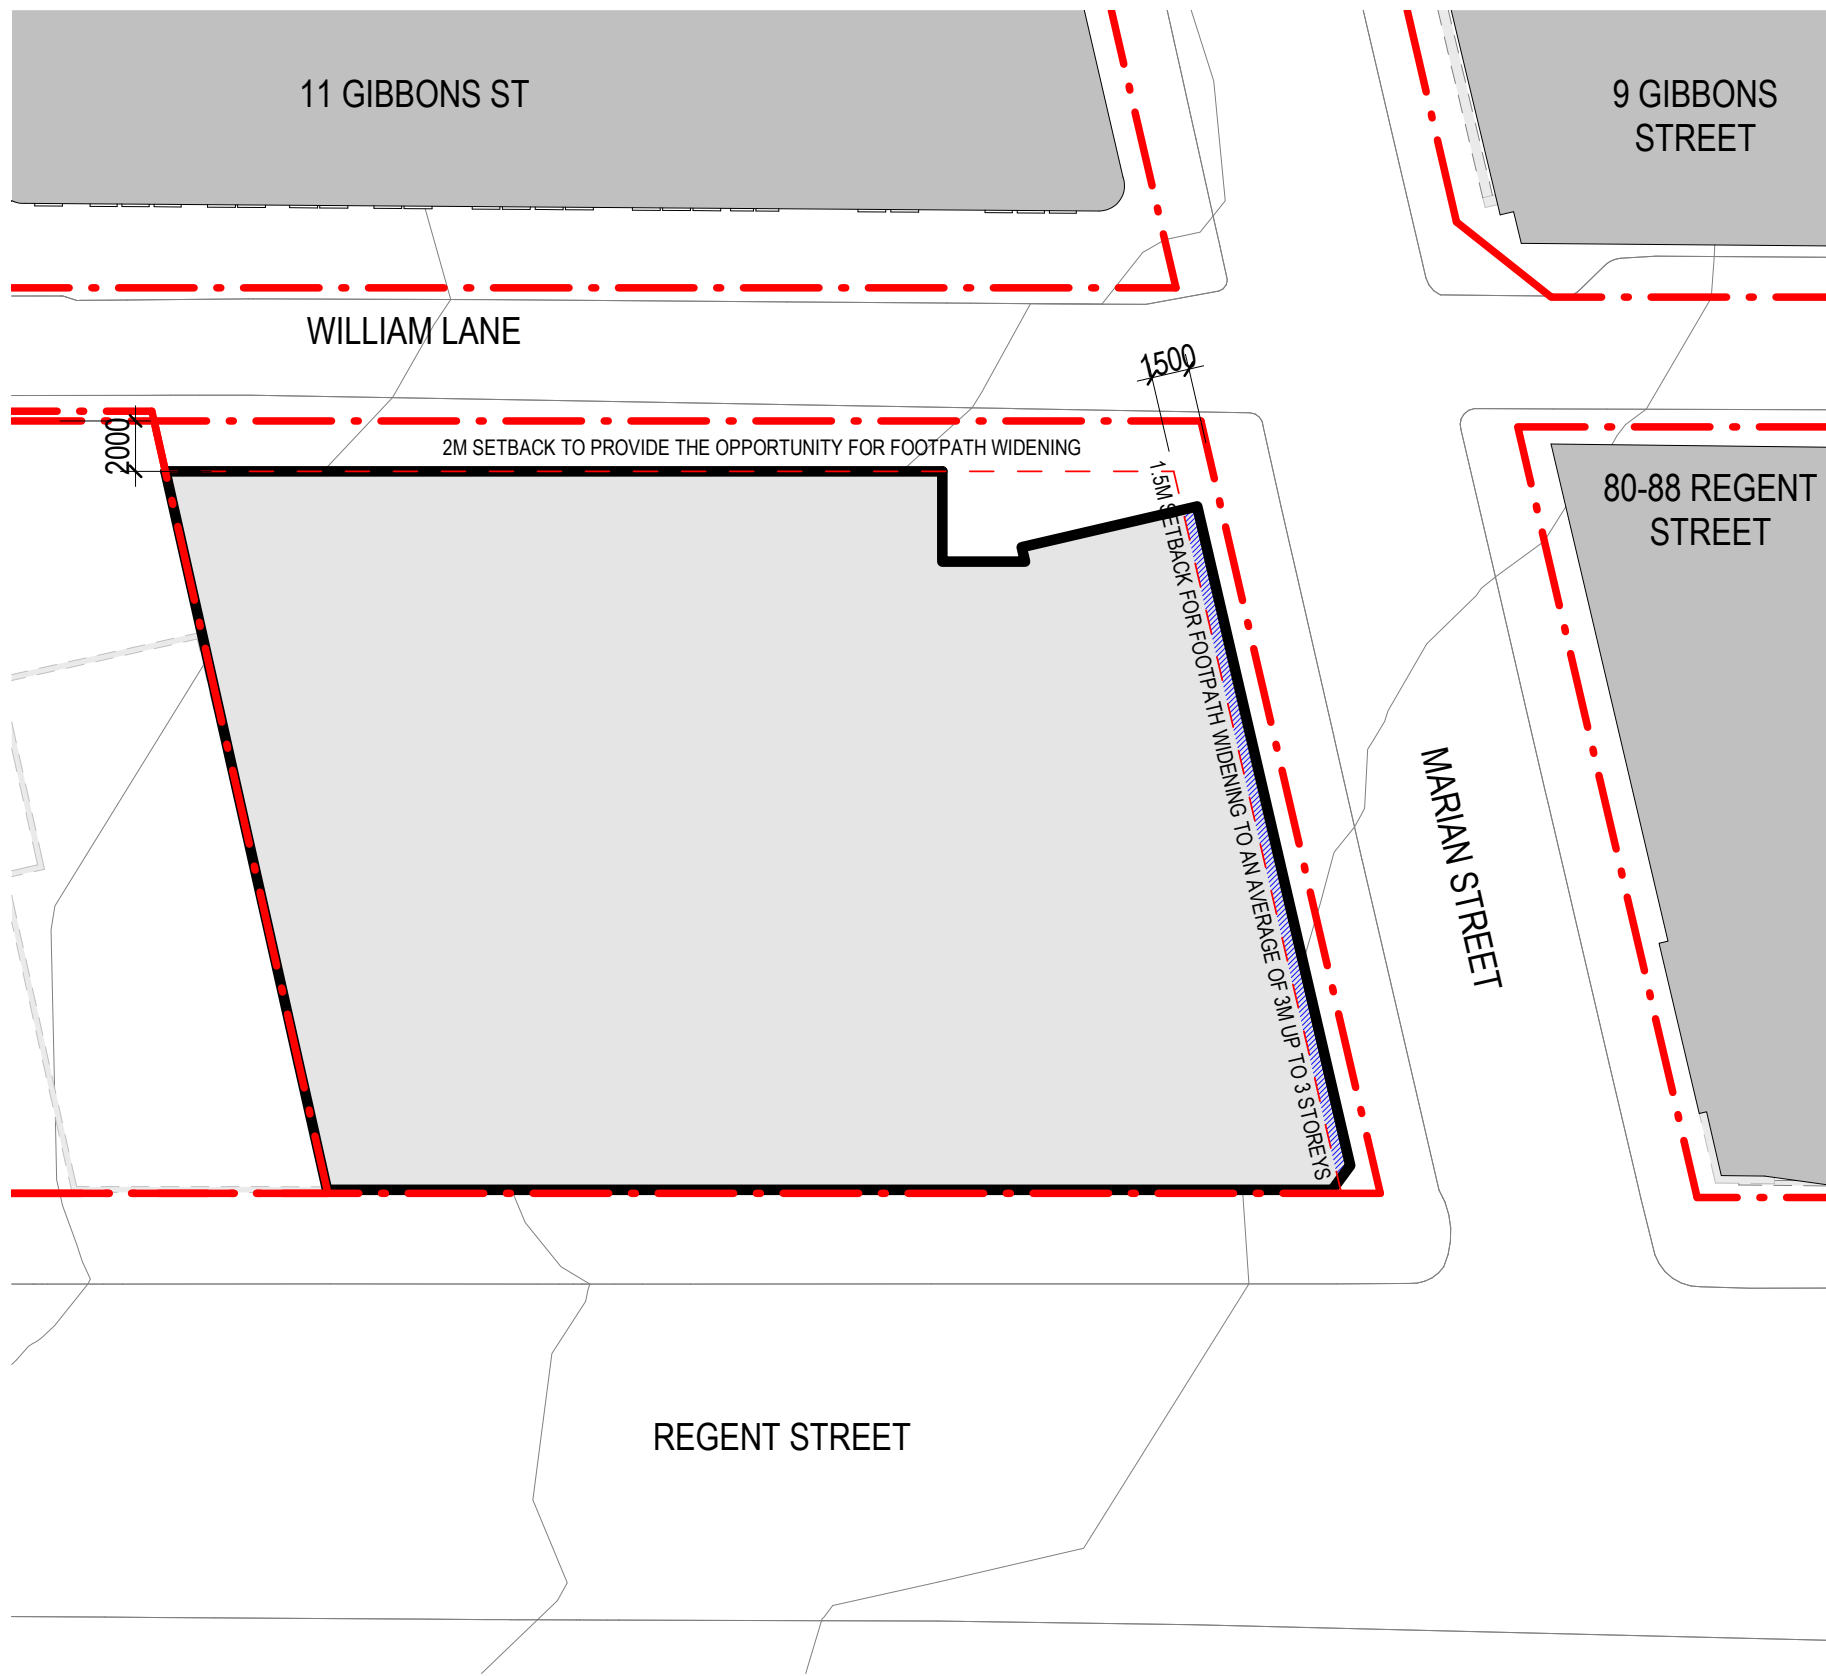 11 GIBBONS ST
9 GIBBONS
STREET
WILLIAM LANE
1500
2000
2M SETBACK TO PROVIDE THE OPPORTUNITY FOR FOOTPATH WIDENING
1.5M SETBACK FOR FOOTPATH WIDENING TO AN AVERAGE OF 3M UP TO 3 STOREYS
80-88 REGENT
STREET
MARIAN STREET
REGENT STREET